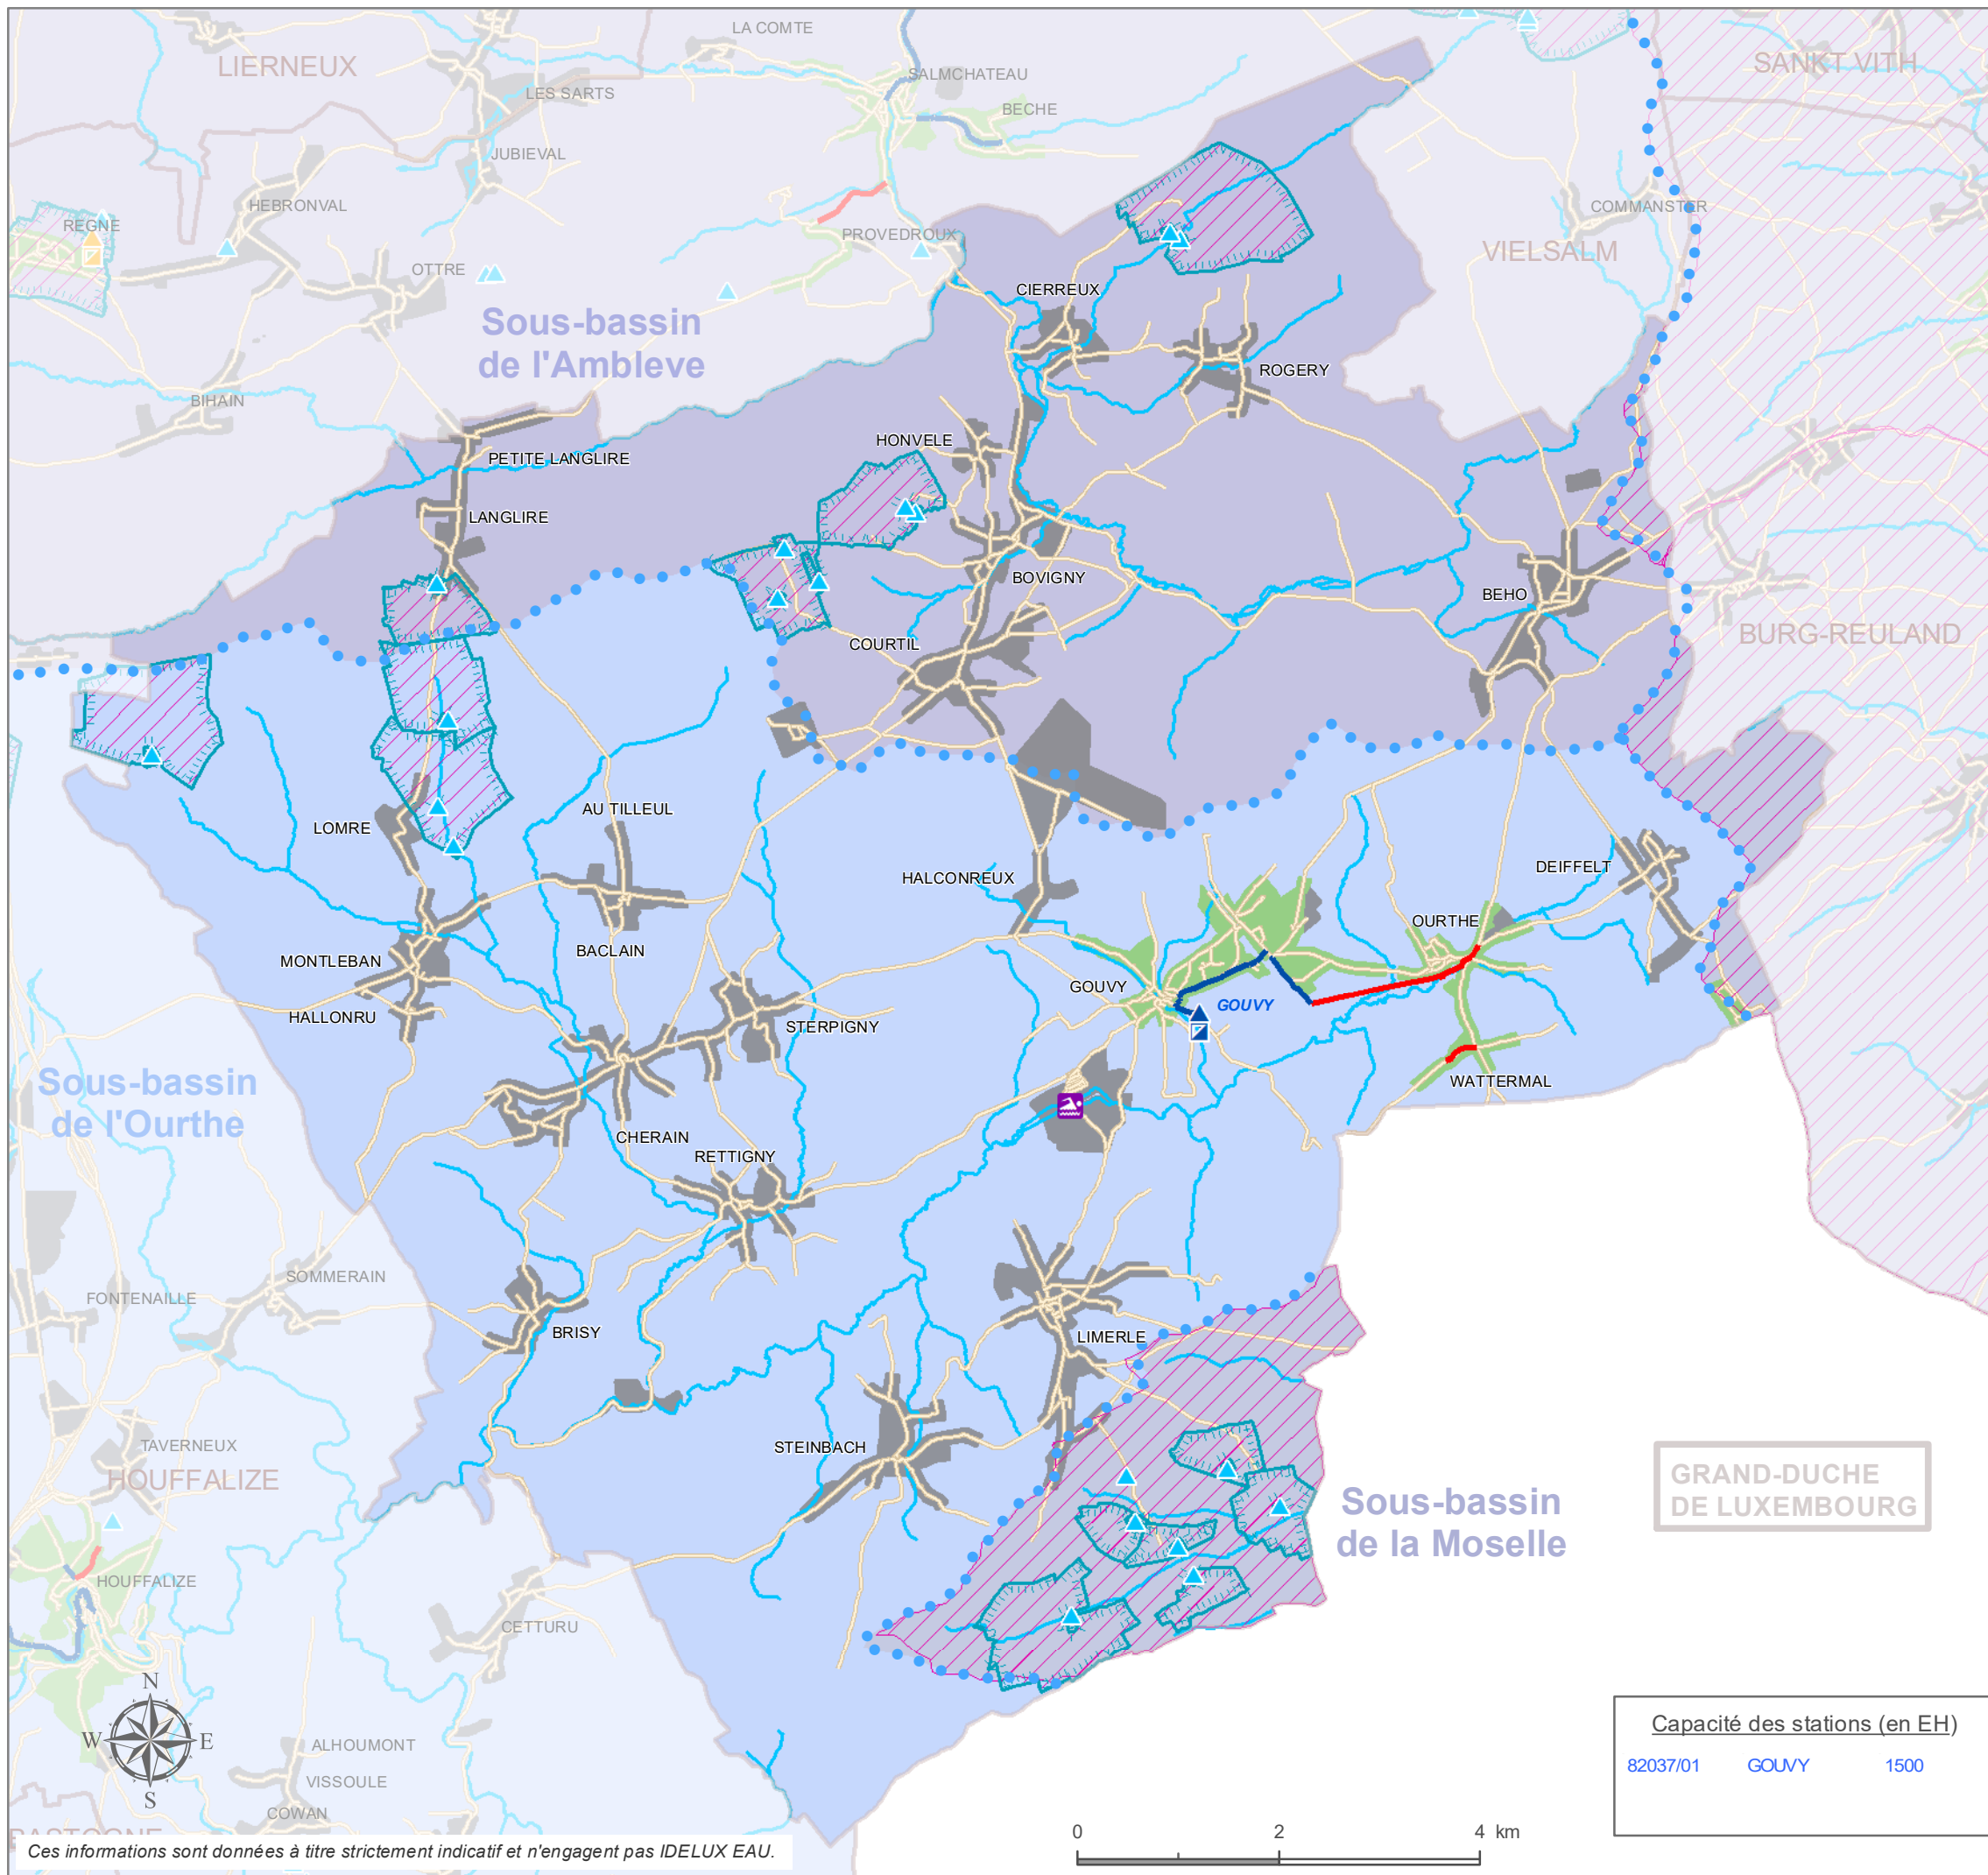 LA COMTE
LIERNEUX
SANKT VITH
SALMCHATEAU
LES SARTS
BECHE
JUBIEVAL
HEBRONVAL
COMMANSTER
REGNE
PROVEDROUX
VIELSALM
OTTRE
CIERREUX
Sous-bassin
de l'Ambleve
ROGERY
BIHAIN
HONVELE
PETITE LANGLIRE
LANGLIRE
BOVIGNY
BEHO
BURG-REULAND
COURTIL
AU TILLEUL
LOMRE
HALCONREUX
DEIFFELT
OURTHE
BACLAIN
MONTLEBAN
GOUVY
GOUVY
HALLONRU
STERPIGNY
Sous-bassin
de l'Ourthe
WATTERMAL
CHERAIN
RETTIGNY
SOMMERAIN
FONTENAILLE
BRISY
LIMERLE
TAVERNEUX
STEINBACH
HOUFFALIZE
GRAND-DUCHE
DE LUXEMBOURG
Sous-bassin
de la Moselle
HOUFFALIZE
CETTURU
N
W E
S
ALHOUMONT
VISSOULE
COWAN
BASTOGNE
Capacité des stations (en EH)
82037/01 GOUVY 1500
0 2 4 km
Ces informations sont données à titre strictement indicatif et n'engagent pas IDELUX EAU.